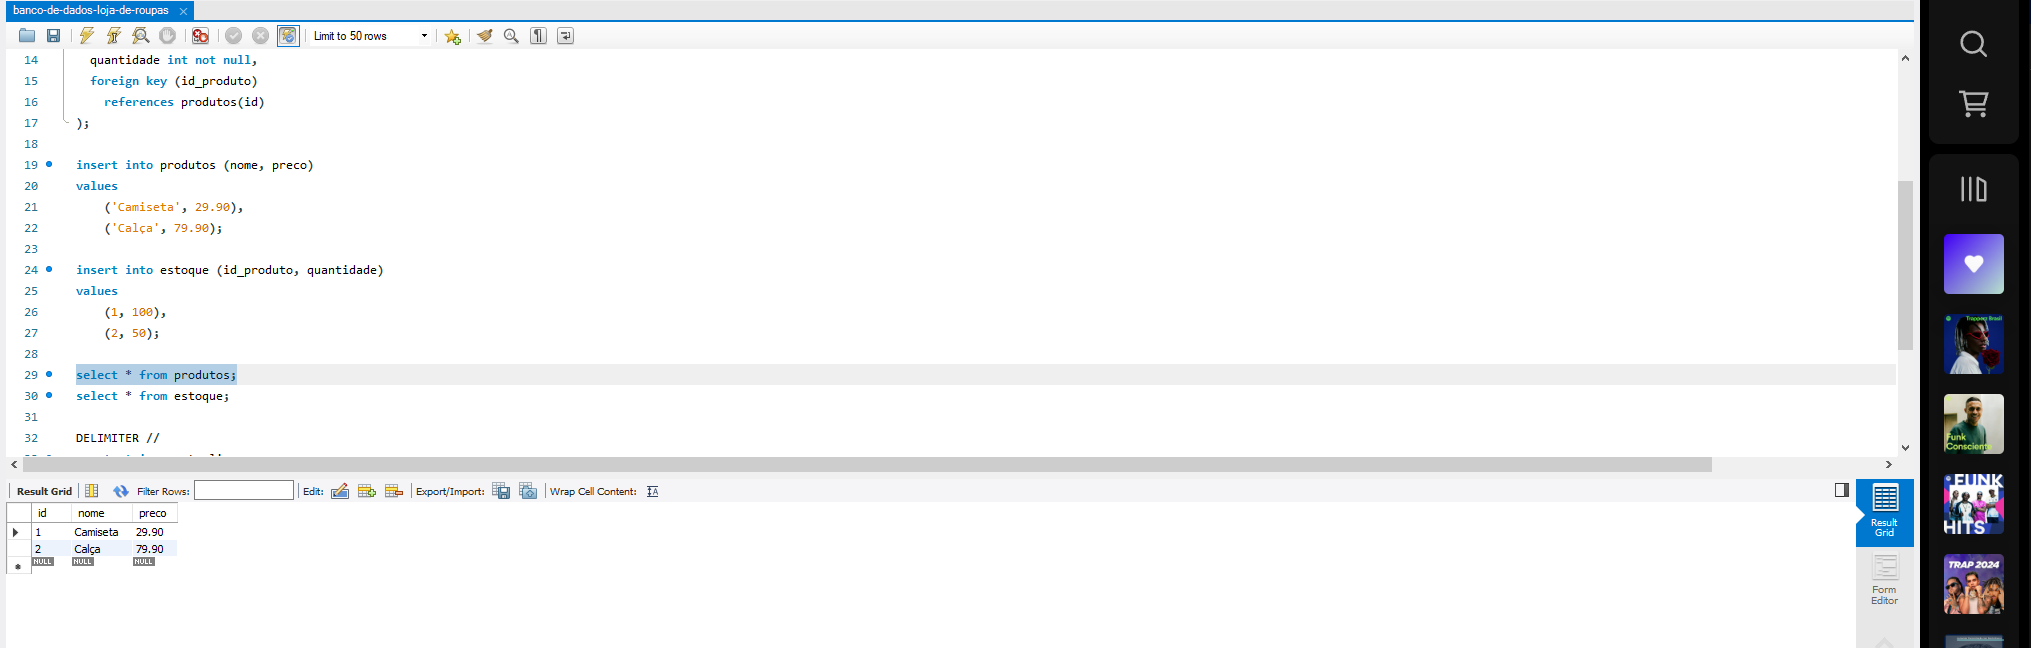 banco-de-dados-loja-de-roupas
Limit to 50 rows
14 quantidade int not null,
15 foreign key (id_produto)
16 references produtos(id)
17 );
18
19 insert into produtos (nome, preco)
20 values
21 ('Camiseta', 29.90),
22 ('Calça', 79.90);
23
24 insert into estoque (id_produto, quantidade)
25 values
26 (1, 100),
27 (2, 50);
28
29 select * from produtos;
30 select * from estoque;
31
32 DELIMITER //
Result Grid Filter Rows: Edit: Export/Import: Wrap Cell Content:
id nome preco
1 Camiseta 29.90
2 Calça 79.90
NULL NULL NULL
Result
Grid
Form
Editor
Trappers Brasil
Funk
Consciente
FUNK
HITS
TRAP 2024